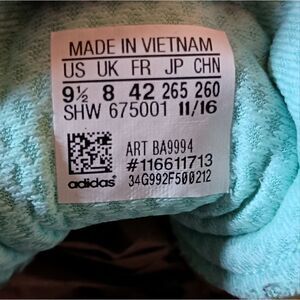 MADE IN VIETNAM
US UK FR JP CHN
9½ 8 42 265 260
SHW 675001 11/16
ART BA9994
#116611713
adidas® 34G992F500212